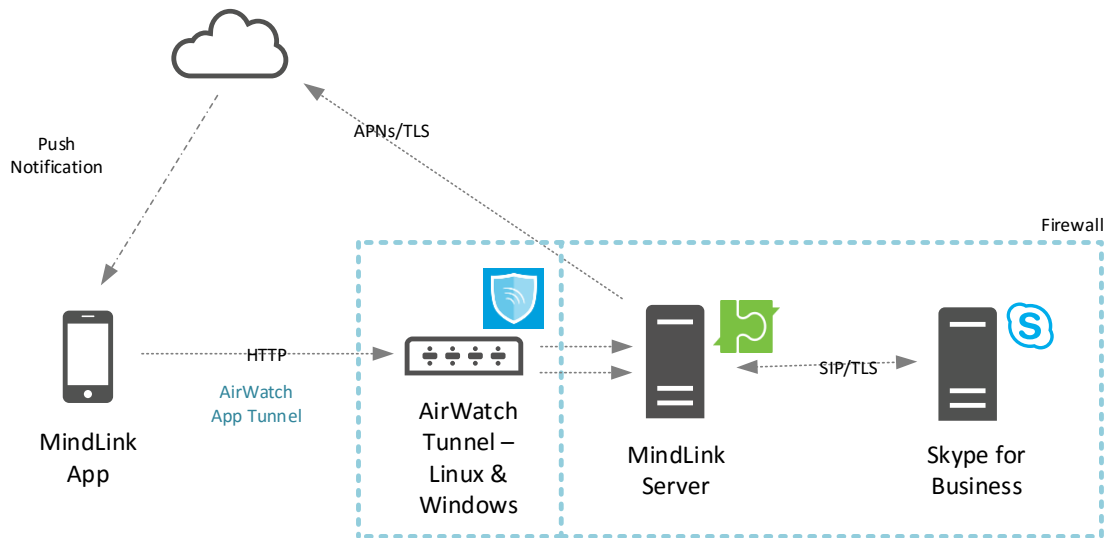 Push
Notification
APNs/TLS
Firewall
HTTP
AirWatch
App Tunnel
SIP/TLS
S
MindLink
App
AirWatch
Tunnel –
Linux &
Windows
MindLink
Server
Skype for
Business